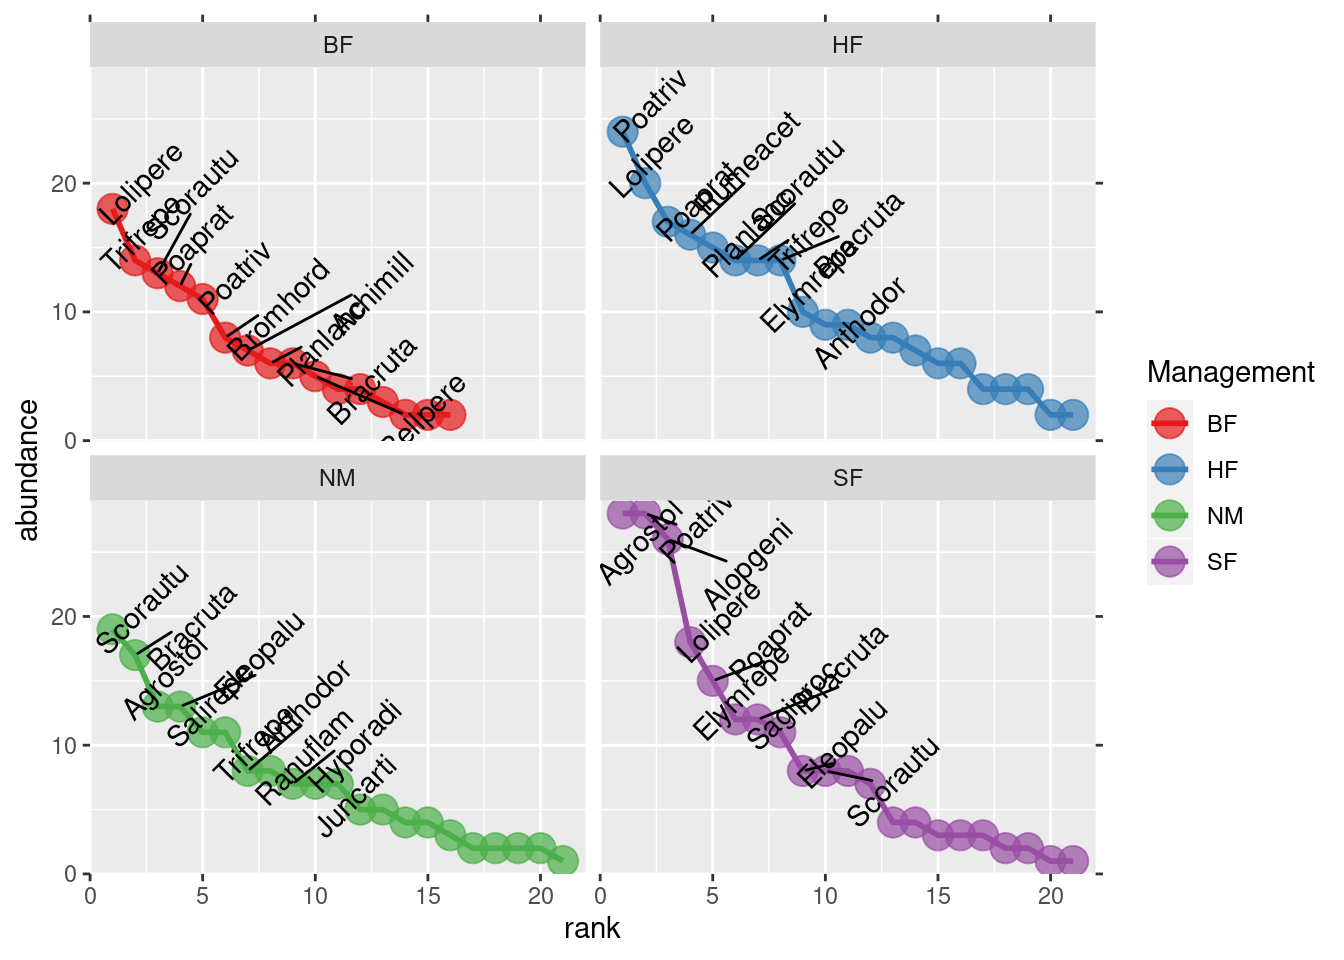 BF
HF
Lolipere
Trifrepo
Scorautu
Poaprat
Poatriv
Bromhord
Achimill
Planlanc
Bracruta
Bellpere
20
10
0
Poatriv
Lolipere
Poaprat
Rumeacet
Planlanc
Scorautu
Trifrepe
Bracruta
Elymrepe
Anthodor
abundance
NM
SF
Scorautu
Bracruta
Agrostol
Eleopalu
Salirepe
Trifrepe
Anthodor
Ranuflam
Hyporadi
Juncarti
20
10
0
Agrostol
Poatriv
Alopgeni
Lolipere
Poaprat
Elymrepe
Bracruta
Sagiproc
Eleopalu
Scorautu
0 5 10 15 20
0 5 10 15 20
rank
Management
BF
HF
NM
SF